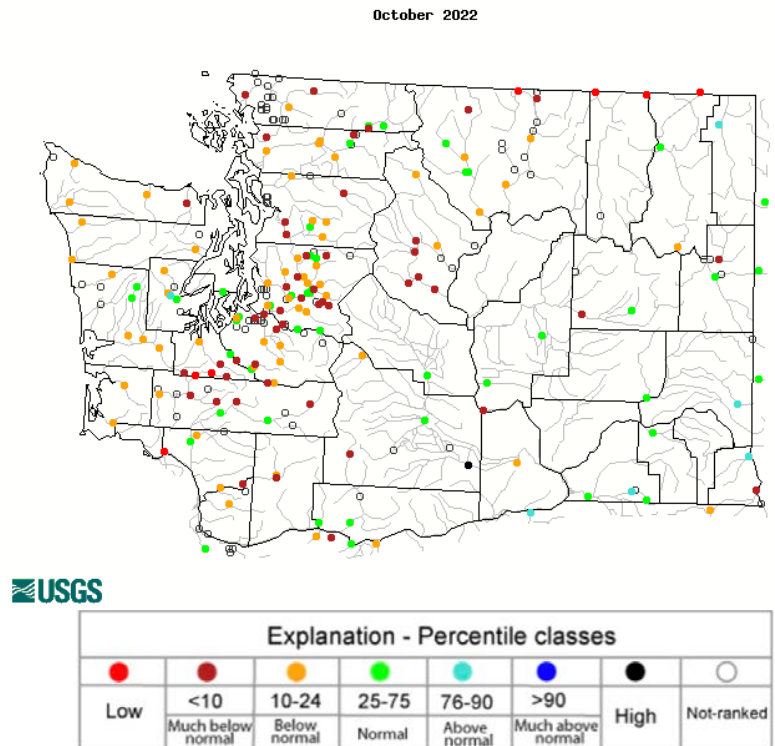 October 2022
USGS
Explanation - Percentile classes
Low
<10
10-24
25-75
76-90
>90
High
Not-ranked
Much below
normal
Below
normal
Normal
Above
normal
Much above
normal